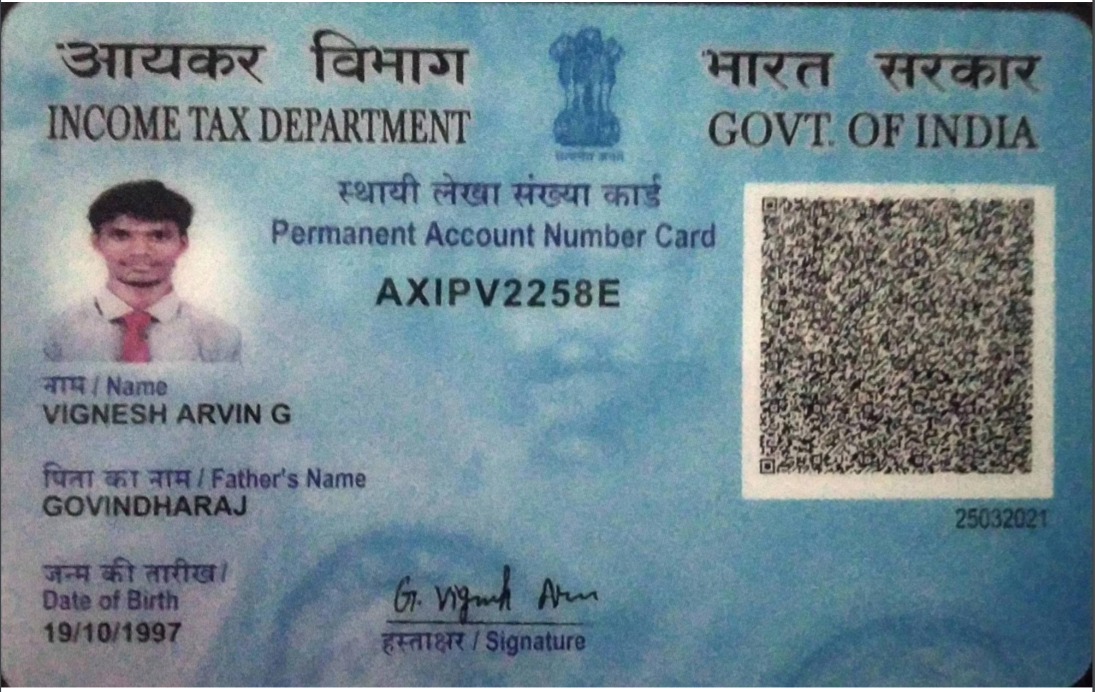 आयकर विभाग
INCOME TAX DEPARTMENT
सत्यमेव जयते
भारत सरकार
GOVT. OF INDIA
स्थायी लेखा संख्या कार्ड
Permanent Account Number Card
AXIPV2258E
नाम / Name
VIGNESH ARVIN G
पिता का नाम / Father's Name
GOVINDHARAJ
25032021
जन्म की तारीख /
Date of Birth
19/10/1997
G. Vignesh Arvin
हस्ताक्षर / Signature